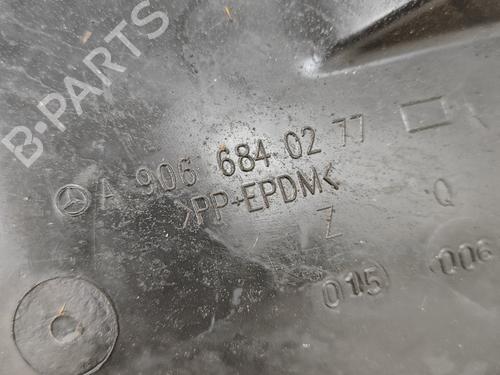 B-PARTS
A 906 684 02 77
>PP+EPDM<
Z
Q
015
006